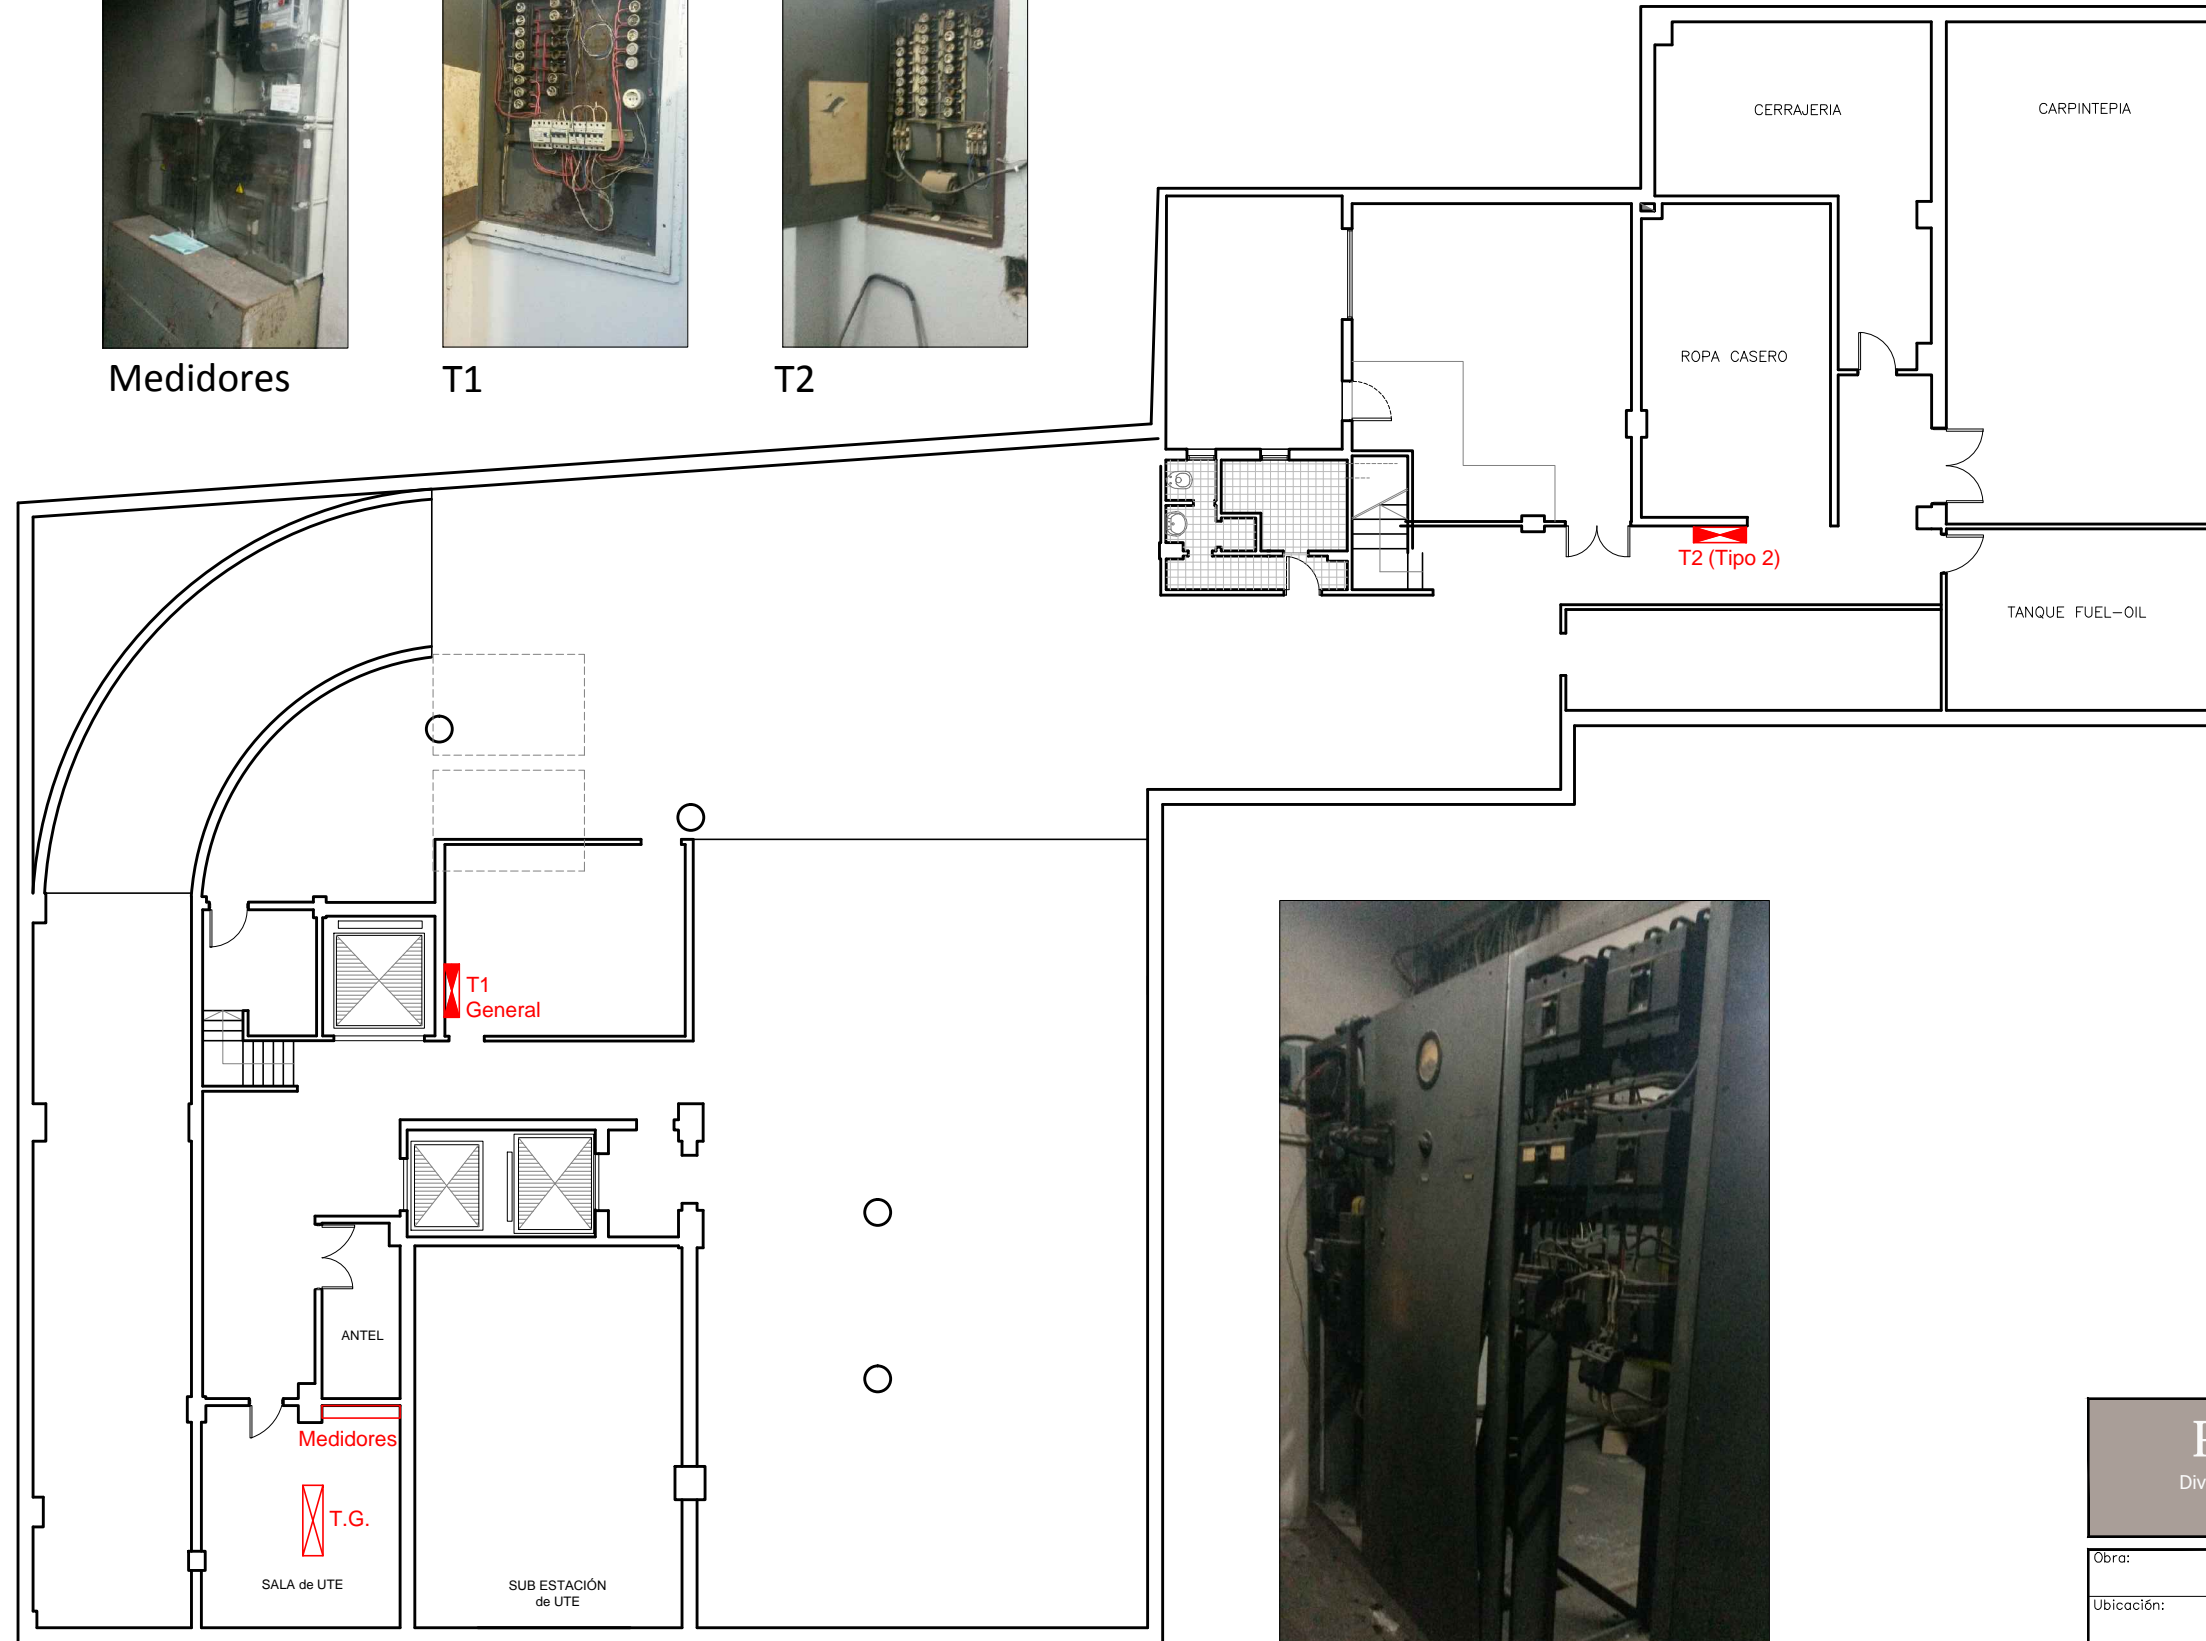 Medidores
T1
T2
CERRAJERIA
CARPINTEPIA
ROPA CASERO
T2 (Tipo 2)
TANQUE FUEL-OIL
T1
General
ANTEL
Medidores
T.G.
SALA de UTE
SUB ESTACIÓN
de UTE
Div
Obra:
Ubicación: